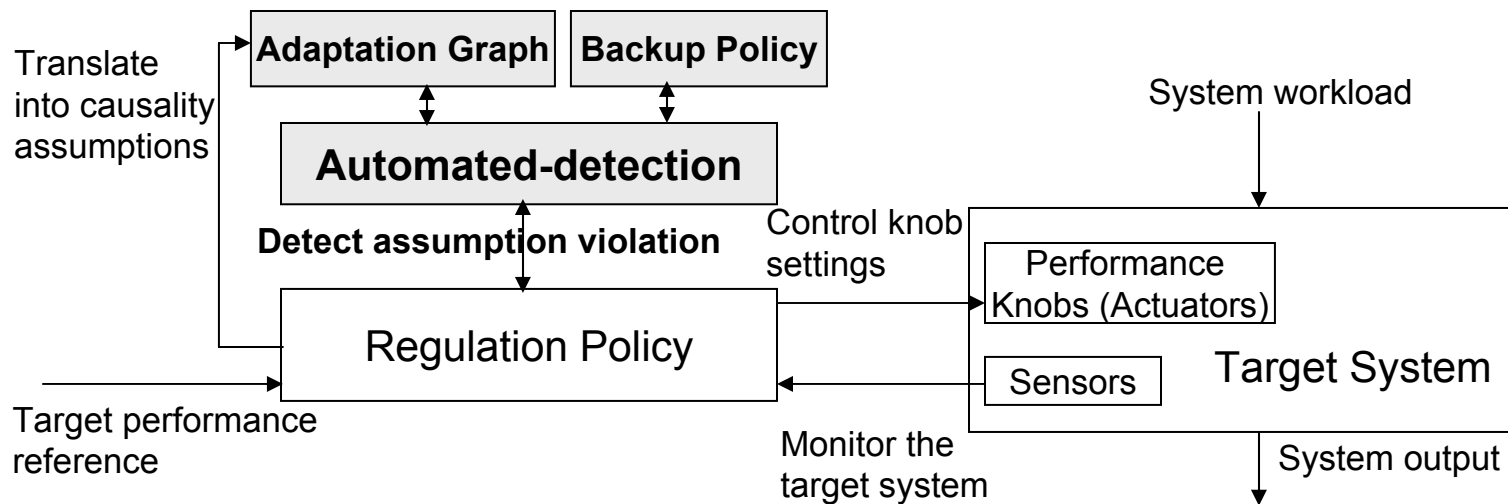 Adaptation Graph
Backup Policy
Translate
into causality
assumptions
System workload
Automated-detection
Detect assumption violation
Control knob
settings
Performance
Knobs (Actuators)
Regulation Policy
Sensors
Target System
Target performance
reference
Monitor the
target system
System output